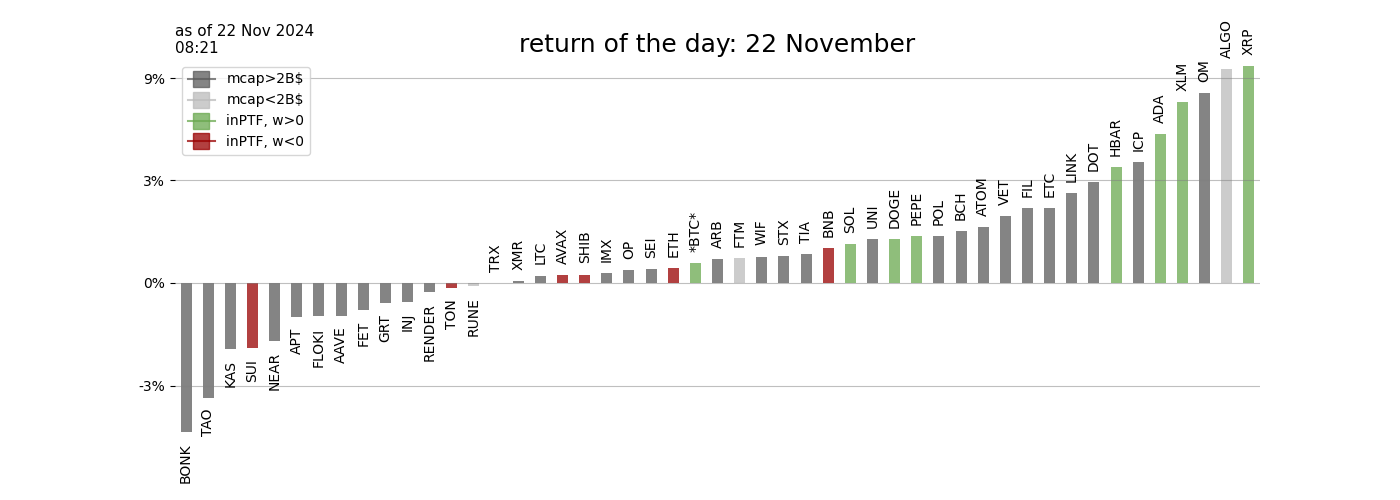 as of 22 Nov 2024
08:21
return of the day: 22 November
mcap>2B$
mcap<2B$
inPTF, w>0
inPTF, w<0
9%
3%
0%
-3%
BONK
TAO
KAS
SUI
NEAR
APT
FLOKI
AAVE
FET
GRT
INJ
RENDER
TON
RUNE
TRX
XMR
LTC
AVAX
SHIB
IMX
OP
SEI
ETH
*BTC*
ARB
FTM
WIF
STX
TIA
BNB
SOL
UNI
DOGE
PEPE
POL
BCH
ATOM
VET
FIL
ETC
LINK
DOT
HBAR
ICP
ADA
XLM
OM
ALGO
XRP